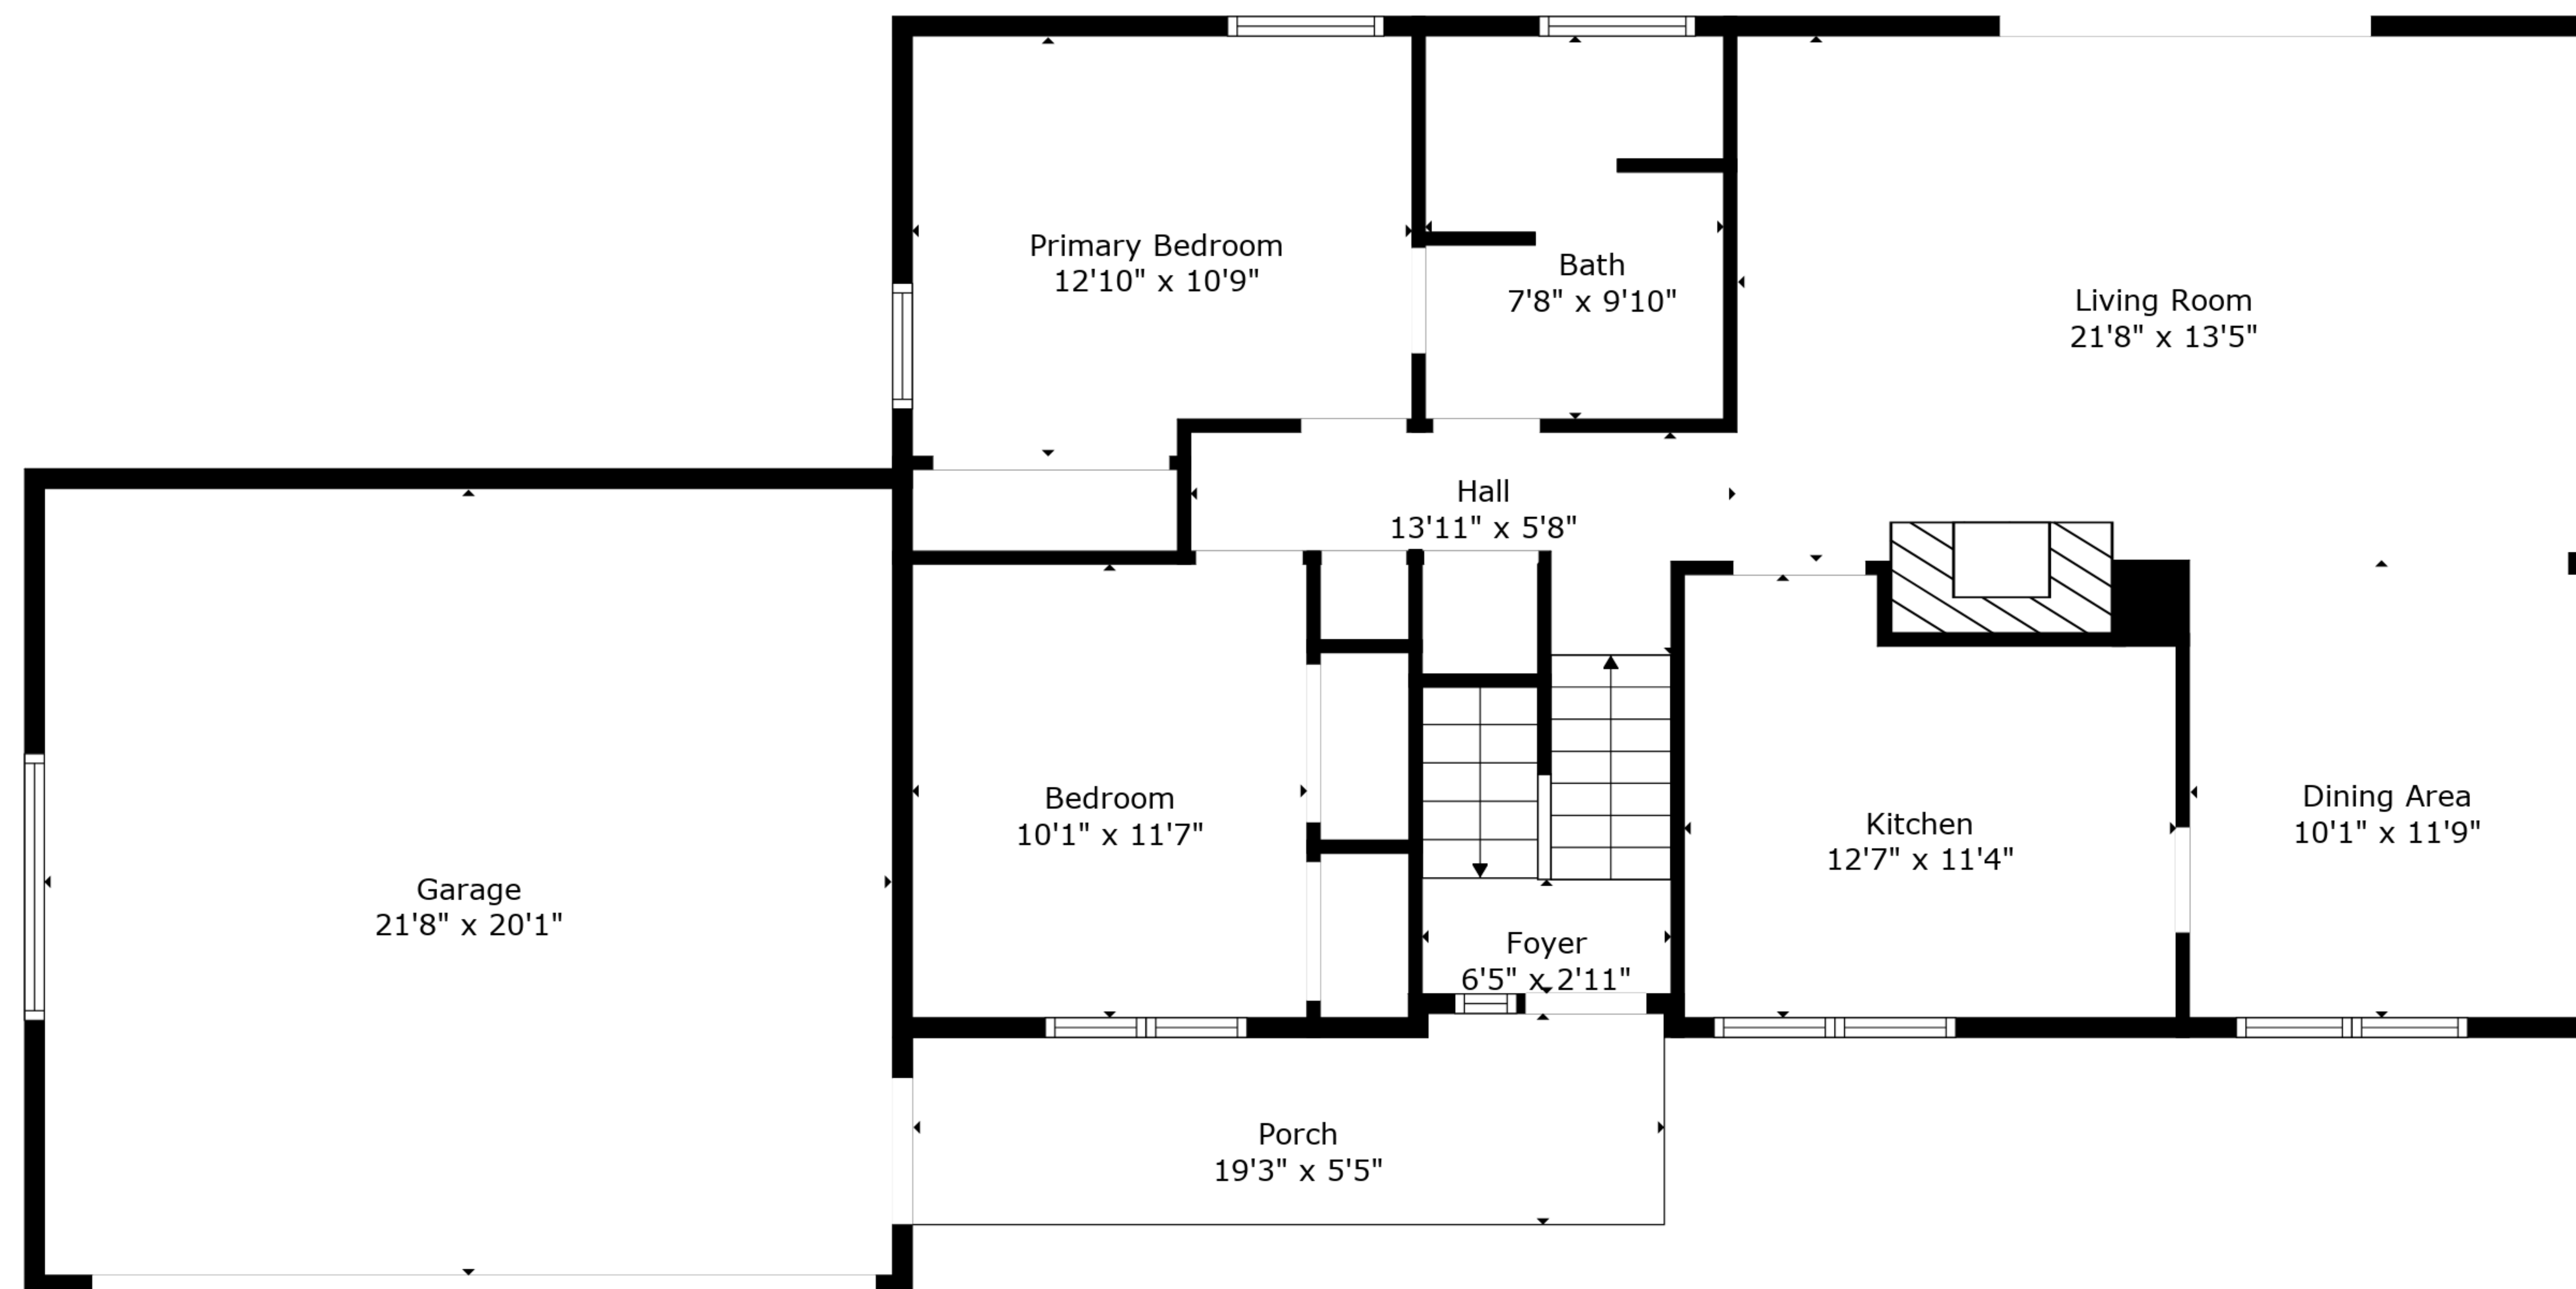 Primary Bedroom
12'10" x 10'9"
Bath
7'8" x 9'10"
Living Room
21'8" x 13'5"
Hall
13'11" x 5'8"
Bedroom
10'1" x 11'7"
Dining Area
10'1" x 11'9"
Kitchen
12'7" x 11'4"
Garage
21'8" x 20'1"
Foyer
6'5" x 2'11"
Porch
19'3" x 5'5"